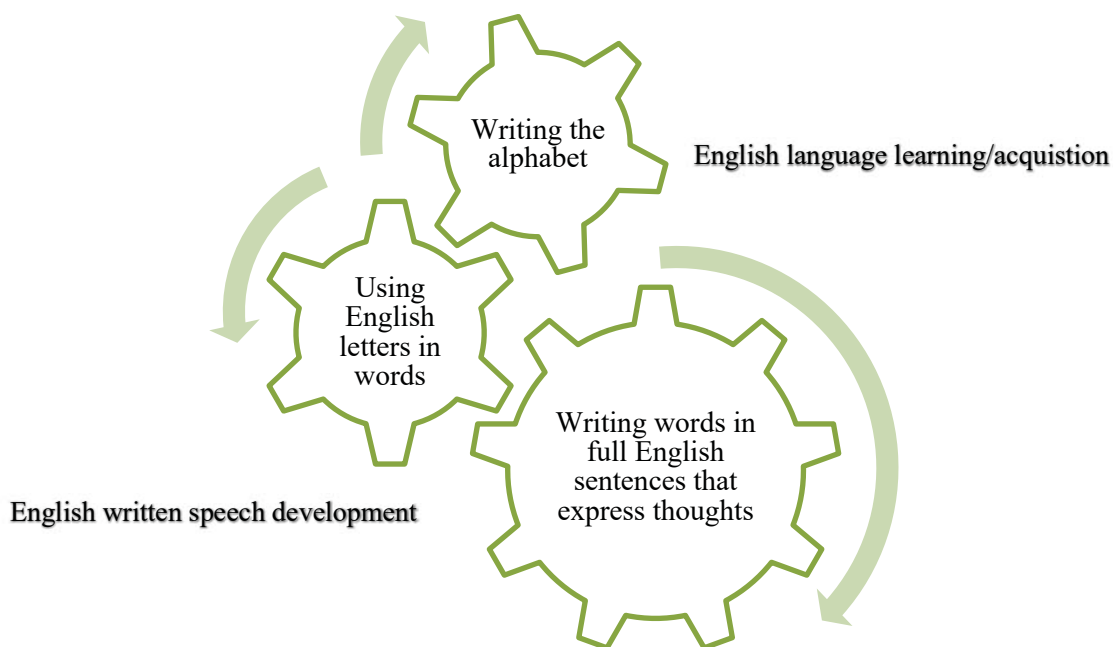 Writing the
alphabet
English language learning/acquistion
Using
English
letters in
words
Writing words in
full English
sentences that
express thoughts
English written speech development